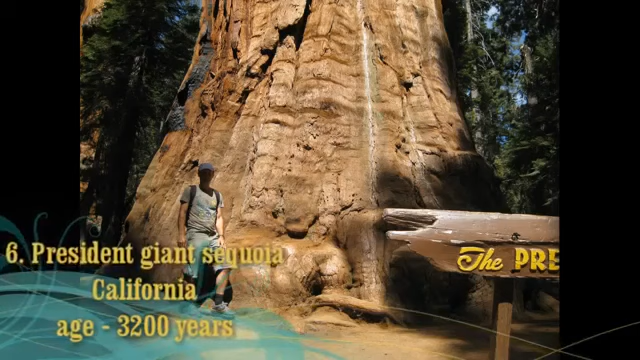 6. President giant sequoia
California
age - 3200 years
The PRE